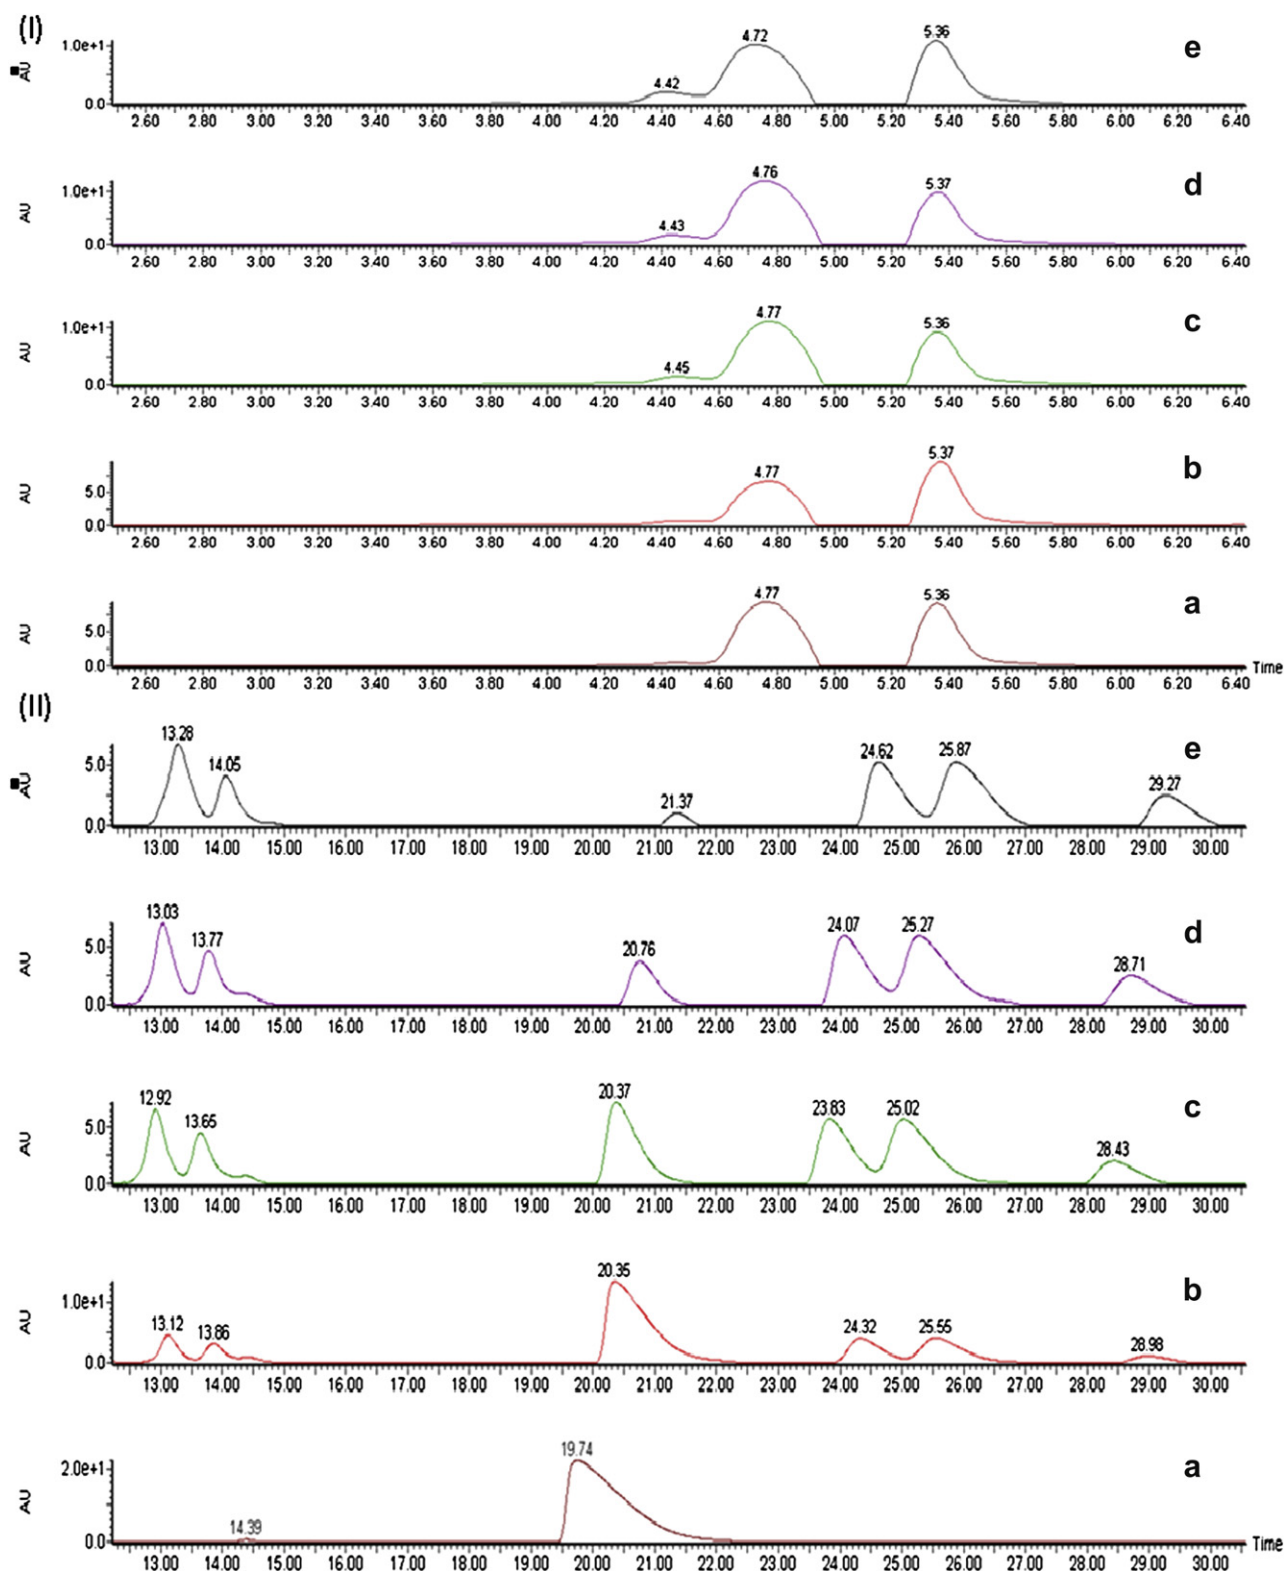 (I)
4.72 5.36 e
1.0e+1
AU
4.42
0.0
2.60 2.80 3.00 3.20 3.40 3.60 3.80 4.00 4.20 4.40 4.60 4.80 5.00 5.20 5.40 5.60 5.80 6.00 6.20 6.40
4.76 5.37 d
1.0e+1
AU
4.43
0.0
2.60 2.80 3.00 3.20 3.40 3.60 3.80 4.00 4.20 4.40 4.60 4.80 5.00 5.20 5.40 5.60 5.80 6.00 6.20 6.40
4.77 5.36 c
1.0e+1
AU
4.45
0.0
2.60 2.80 3.00 3.20 3.40 3.60 3.80 4.00 4.20 4.40 4.60 4.80 5.00 5.20 5.40 5.60 5.80 6.00 6.20 6.40
4.77 5.37 b
5.0
AU
0.0
2.60 2.80 3.00 3.20 3.40 3.60 3.80 4.00 4.20 4.40 4.60 4.80 5.00 5.20 5.40 5.60 5.80 6.00 6.20 6.40
4.77 5.36 a
5.0
AU
0.0 Time
2.60 2.80 3.00 3.20 3.40 3.60 3.80 4.00 4.20 4.40 4.60 4.80 5.00 5.20 5.40 5.60 5.80 6.00 6.20 6.40
(II)
13.28 14.05 21.37 24.62 25.87 29.27 e
5.0
AU
0.0
13.00 14.00 15.00 16.00 17.00 18.00 19.00 20.00 21.00 22.00 23.00 24.00 25.00 26.00 27.00 28.00 29.00 30.00
13.03 13.77 20.76 24.07 25.27 28.71 d
5.0
AU
0.0
13.00 14.00 15.00 16.00 17.00 18.00 19.00 20.00 21.00 22.00 23.00 24.00 25.00 26.00 27.00 28.00 29.00 30.00
12.92 13.65 20.37 23.83 25.02 28.43 c
5.0
AU
0.0
13.00 14.00 15.00 16.00 17.00 18.00 19.00 20.00 21.00 22.00 23.00 24.00 25.00 26.00 27.00 28.00 29.00 30.00
13.12 13.86 20.35 24.32 25.55 28.98 b
1.0e+1
AU
0.0
13.00 14.00 15.00 16.00 17.00 18.00 19.00 20.00 21.00 22.00 23.00 24.00 25.00 26.00 27.00 28.00 29.00 30.00
19.74 a
2.0e+1
AU
14.39
0.0 Time
13.00 14.00 15.00 16.00 17.00 18.00 19.00 20.00 21.00 22.00 23.00 24.00 25.00 26.00 27.00 28.00 29.00 30.00